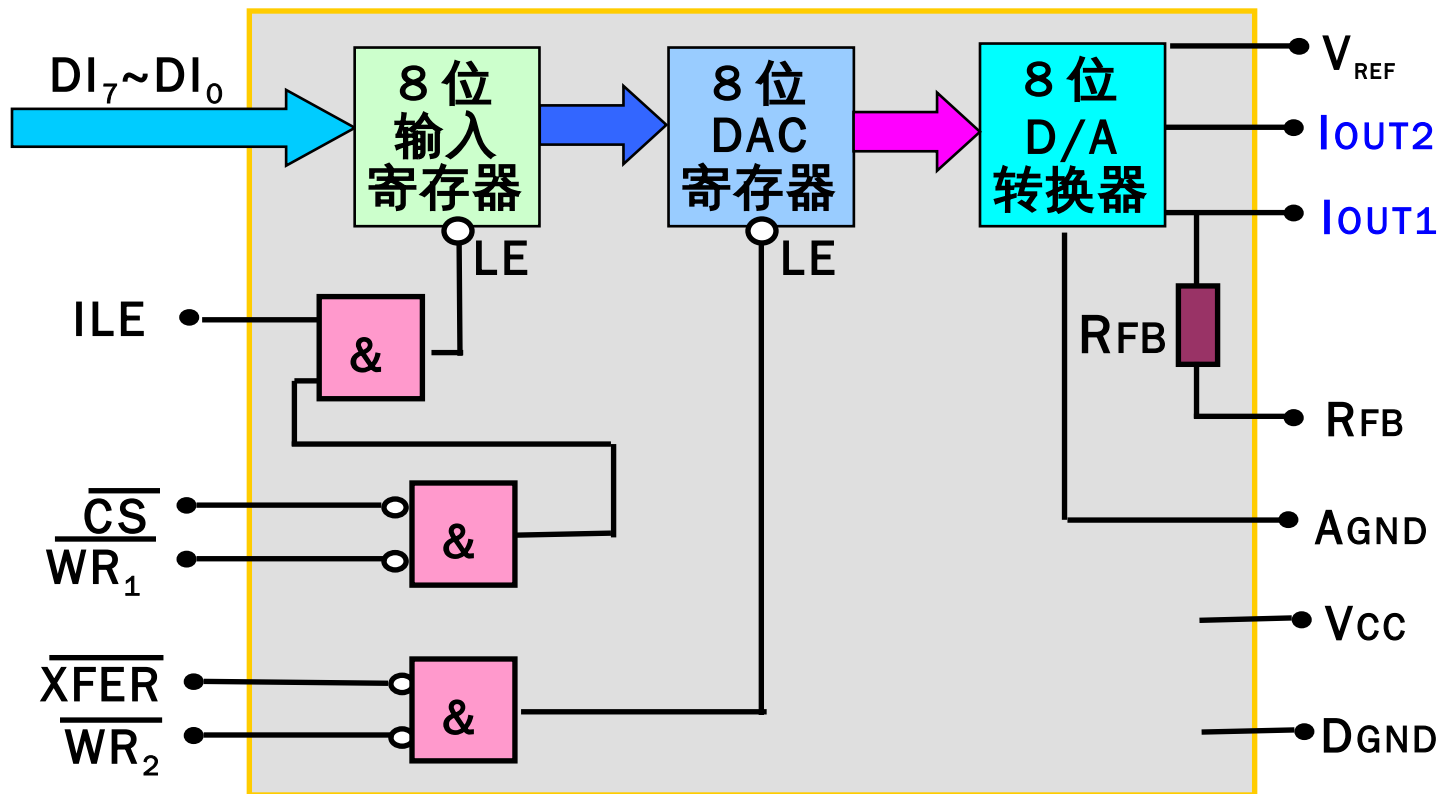 DI7~DI0
8 位
输入
寄存器
LE
8 位
DAC
寄存器
LE
8 位
D/A
转换器
VREF
IOUT2
IOUT1
RFB
RFB
AGND
VCC
DGND
ILE
&
CS
WR1
&
XFER
WR2
&